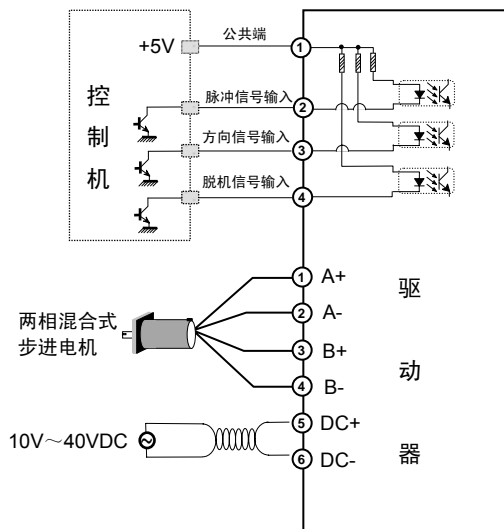 +5V
公共端
1
控制机
脉冲信号输入
2
方向信号输入
3
脱机信号输入
4
1 A+
2 A-
3 B+
4 B-
两相混合式
步进电机
驱动器
10V～40VDC
5 DC+
6 DC-